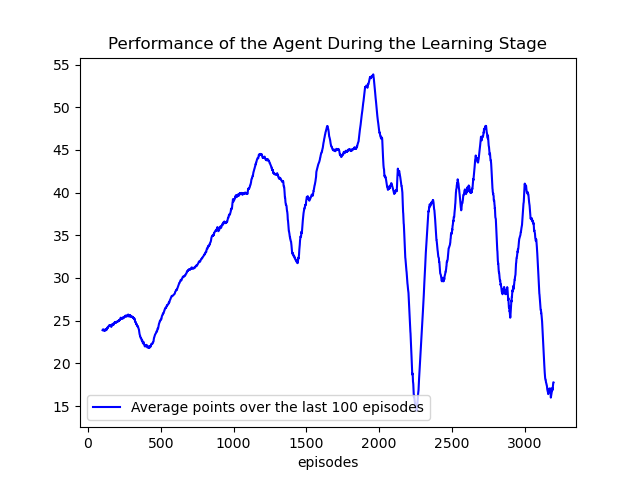 Performance of the Agent During the Learning Stage
55
50
45
40
35
30
25
20
15
Average points over the last 100 episodes
0 500 1000 1500 2000 2500 3000
episodes